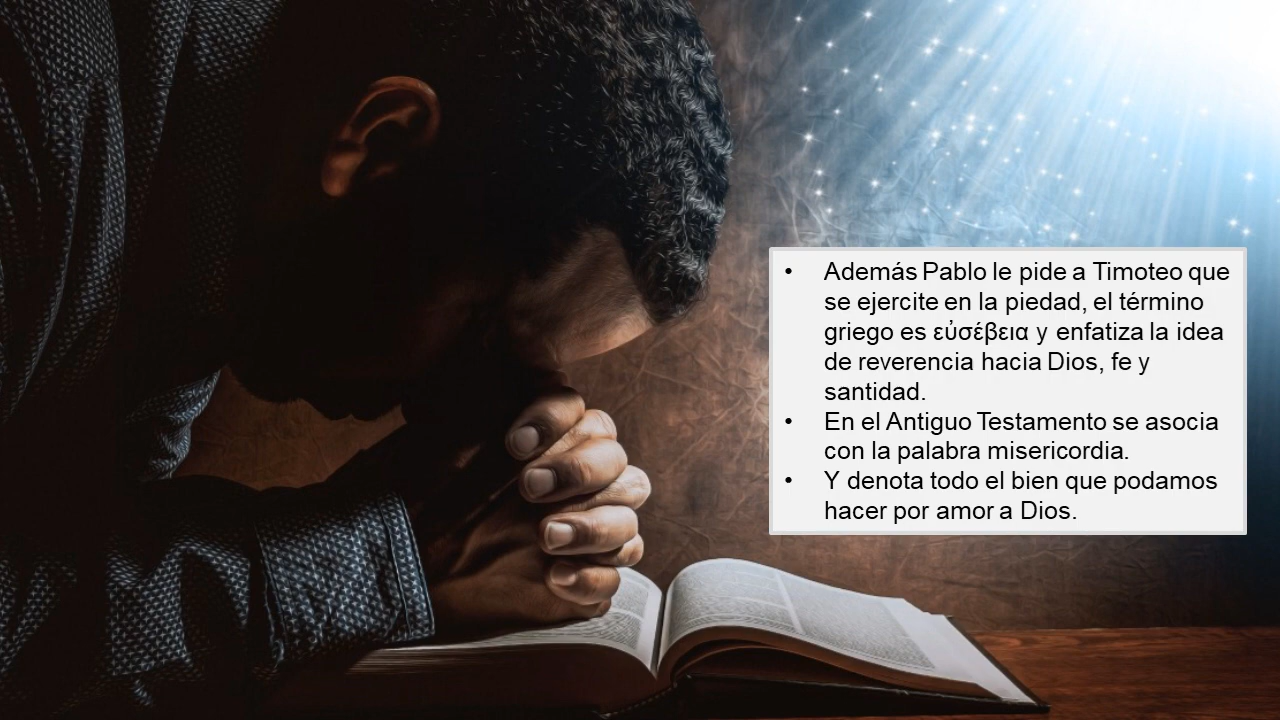 • Además Pablo le pide a Timoteo que
se ejercite en la piedad, el término
griego es εὐσέβεια y enfatiza la idea
de reverencia hacia Dios, fe y
santidad.
• En el Antiguo Testamento se asocia
con la palabra misericordia.
• Y denota todo el bien que podamos
hacer por amor a Dios.